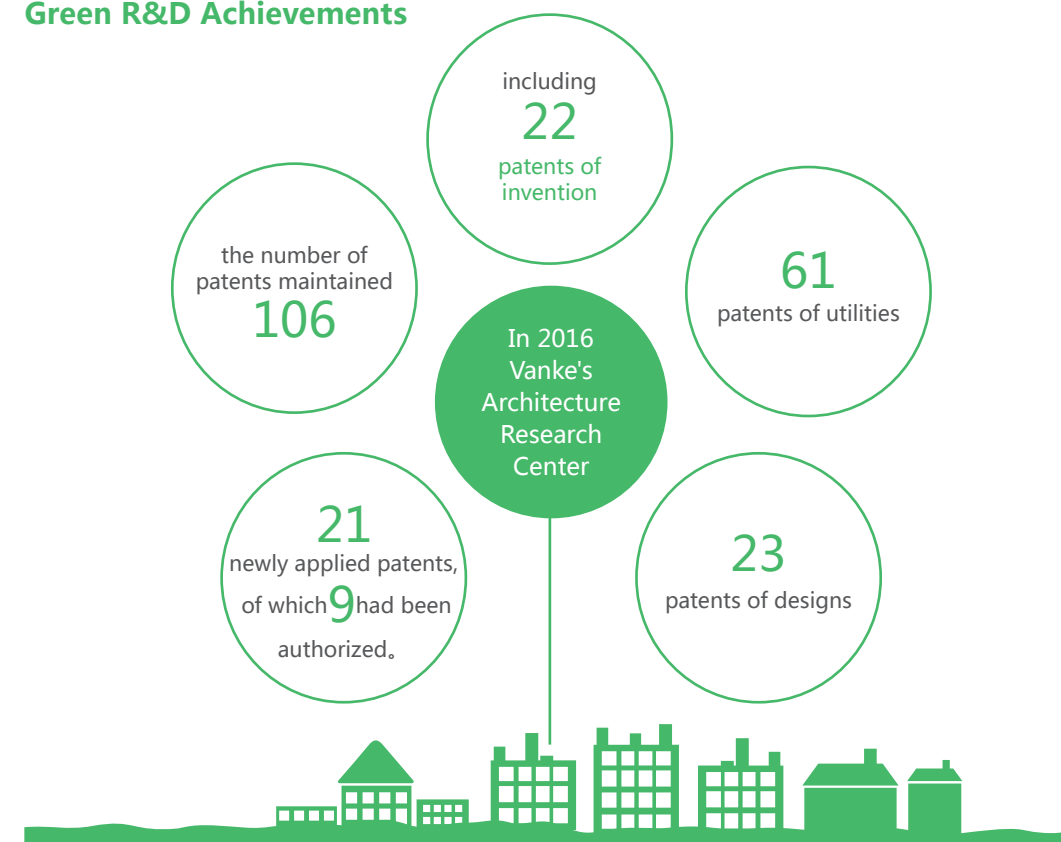 Green R&D Achievements
including
22
patents of
invention
the number of
patents maintained
106
61
patents of utilities
In 2016
Vanke's
Architecture
Research
Center
21
newly applied patents,
of which 9 had been
authorized。
23
patents of designs